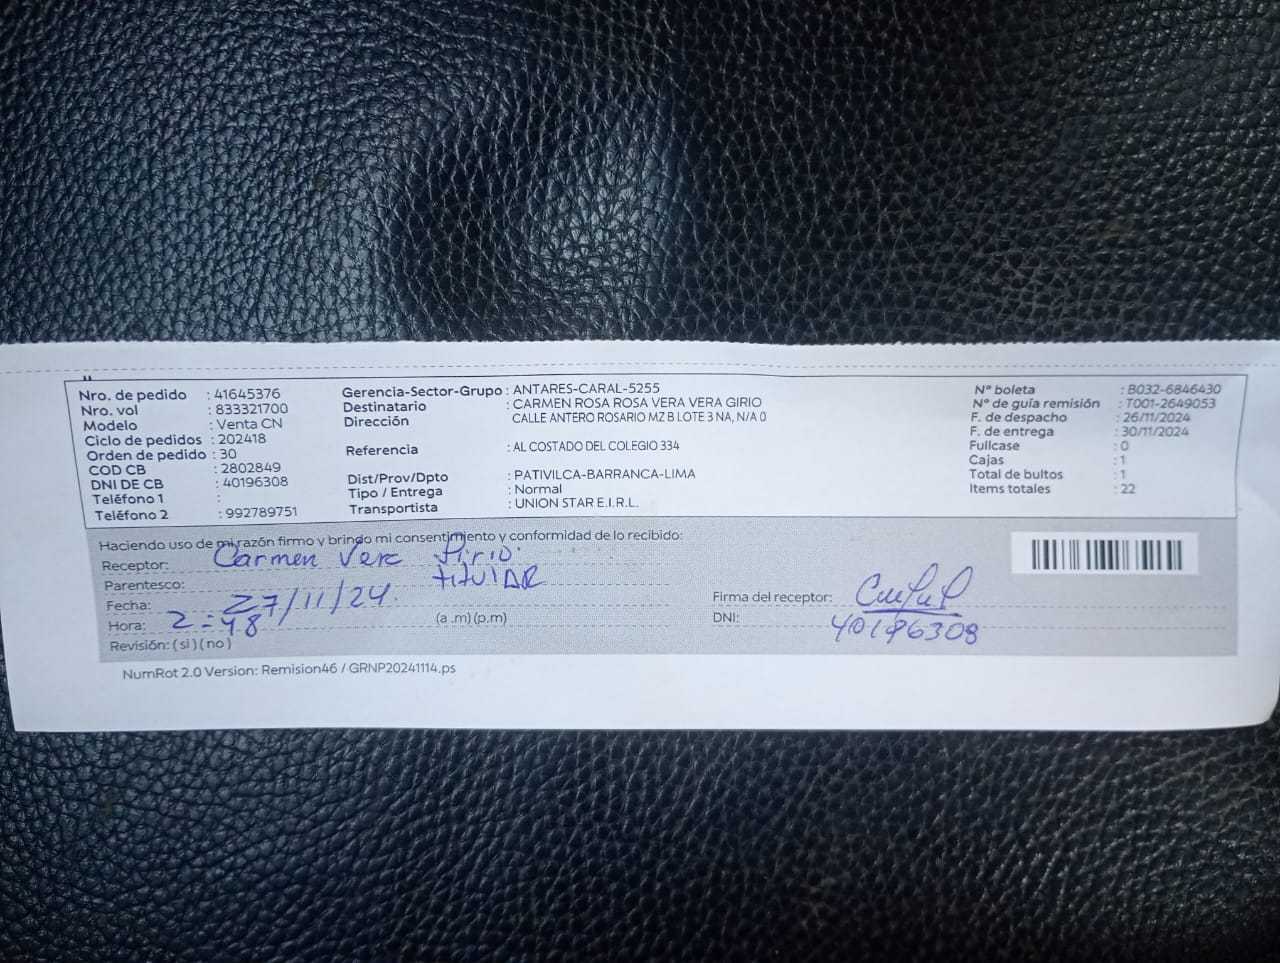 Nro. de pedido : 41645376
Nro. vol : 833321700
Modelo : Venta CN
Ciclo de pedidos : 202418
Orden de pedido : 30
COD CB : 2802849
DNI DE CB : 40196308
Teléfono 1 :
Teléfono 2 : 992789751
Gerencia-Sector-Grupo : ANTARES-CARAL-5255
Destinatario : CARMEN ROSA ROSA VERA VERA GIRIO
Dirección CALLE ANTERO ROSARIO MZ B LOTE 3 NA, N/A 0
Referencia : AL COSTADO DEL COLEGIO 334
Dist/Prov/Dpto : PATIVILCA-BARRANCA-LIMA
Tipo / Entrega : Normal
Transportista : UNION STAR E.I.R.L.
N° boleta : B032-6846430
N° de guía remisión : T001-2649053
F. de despacho : 26/11/2024
F. de entrega : 30/11/2024
Fullcase : 0
Cajas : 1
Total de bultos : 1
Items totales : 22
Haciendo uso de mi razón firmo y brindo mi consentimiento y conformidad de lo recibido:
Receptor: Carmen Vera Girio
Parentesco: titular
Fecha: 27/11/24.
Hora: 2:48 (a .m) (p.m)
Revisión: ( si ) ( no )
Firma del receptor:
DNI: 40196308
NumRot 2.0 Version: Remision46 / GRNP20241114.ps